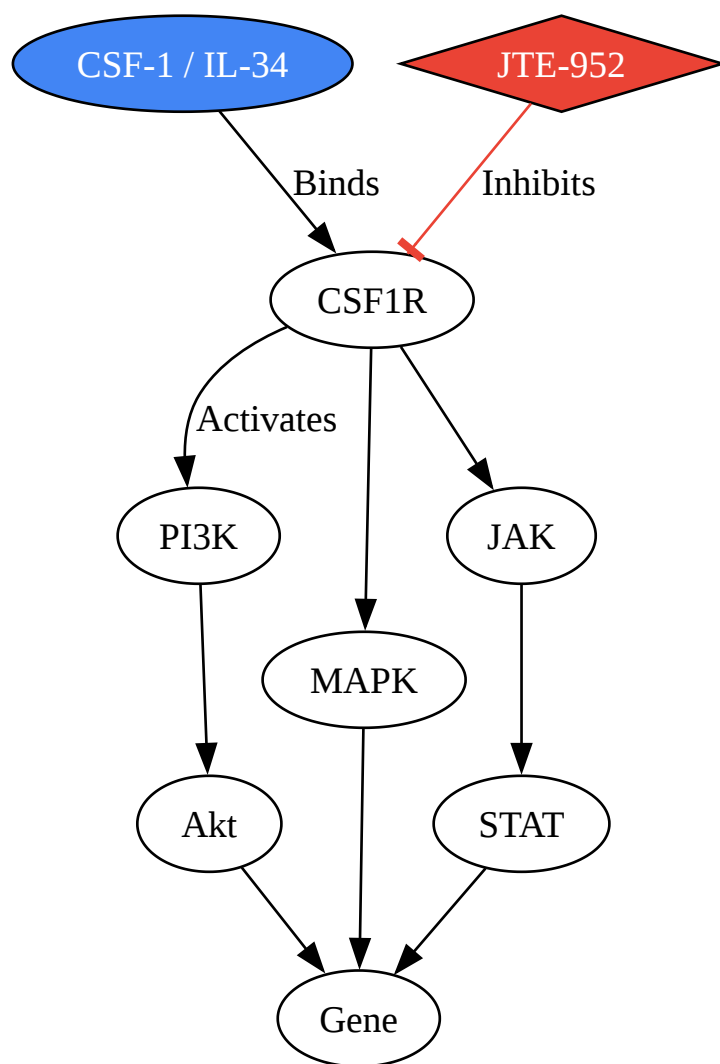 CSF-1 / IL-34
JTE-952
Binds
Inhibits
CSF1R
Activates
PI3K
JAK
MAPK
Akt
STAT
Gene